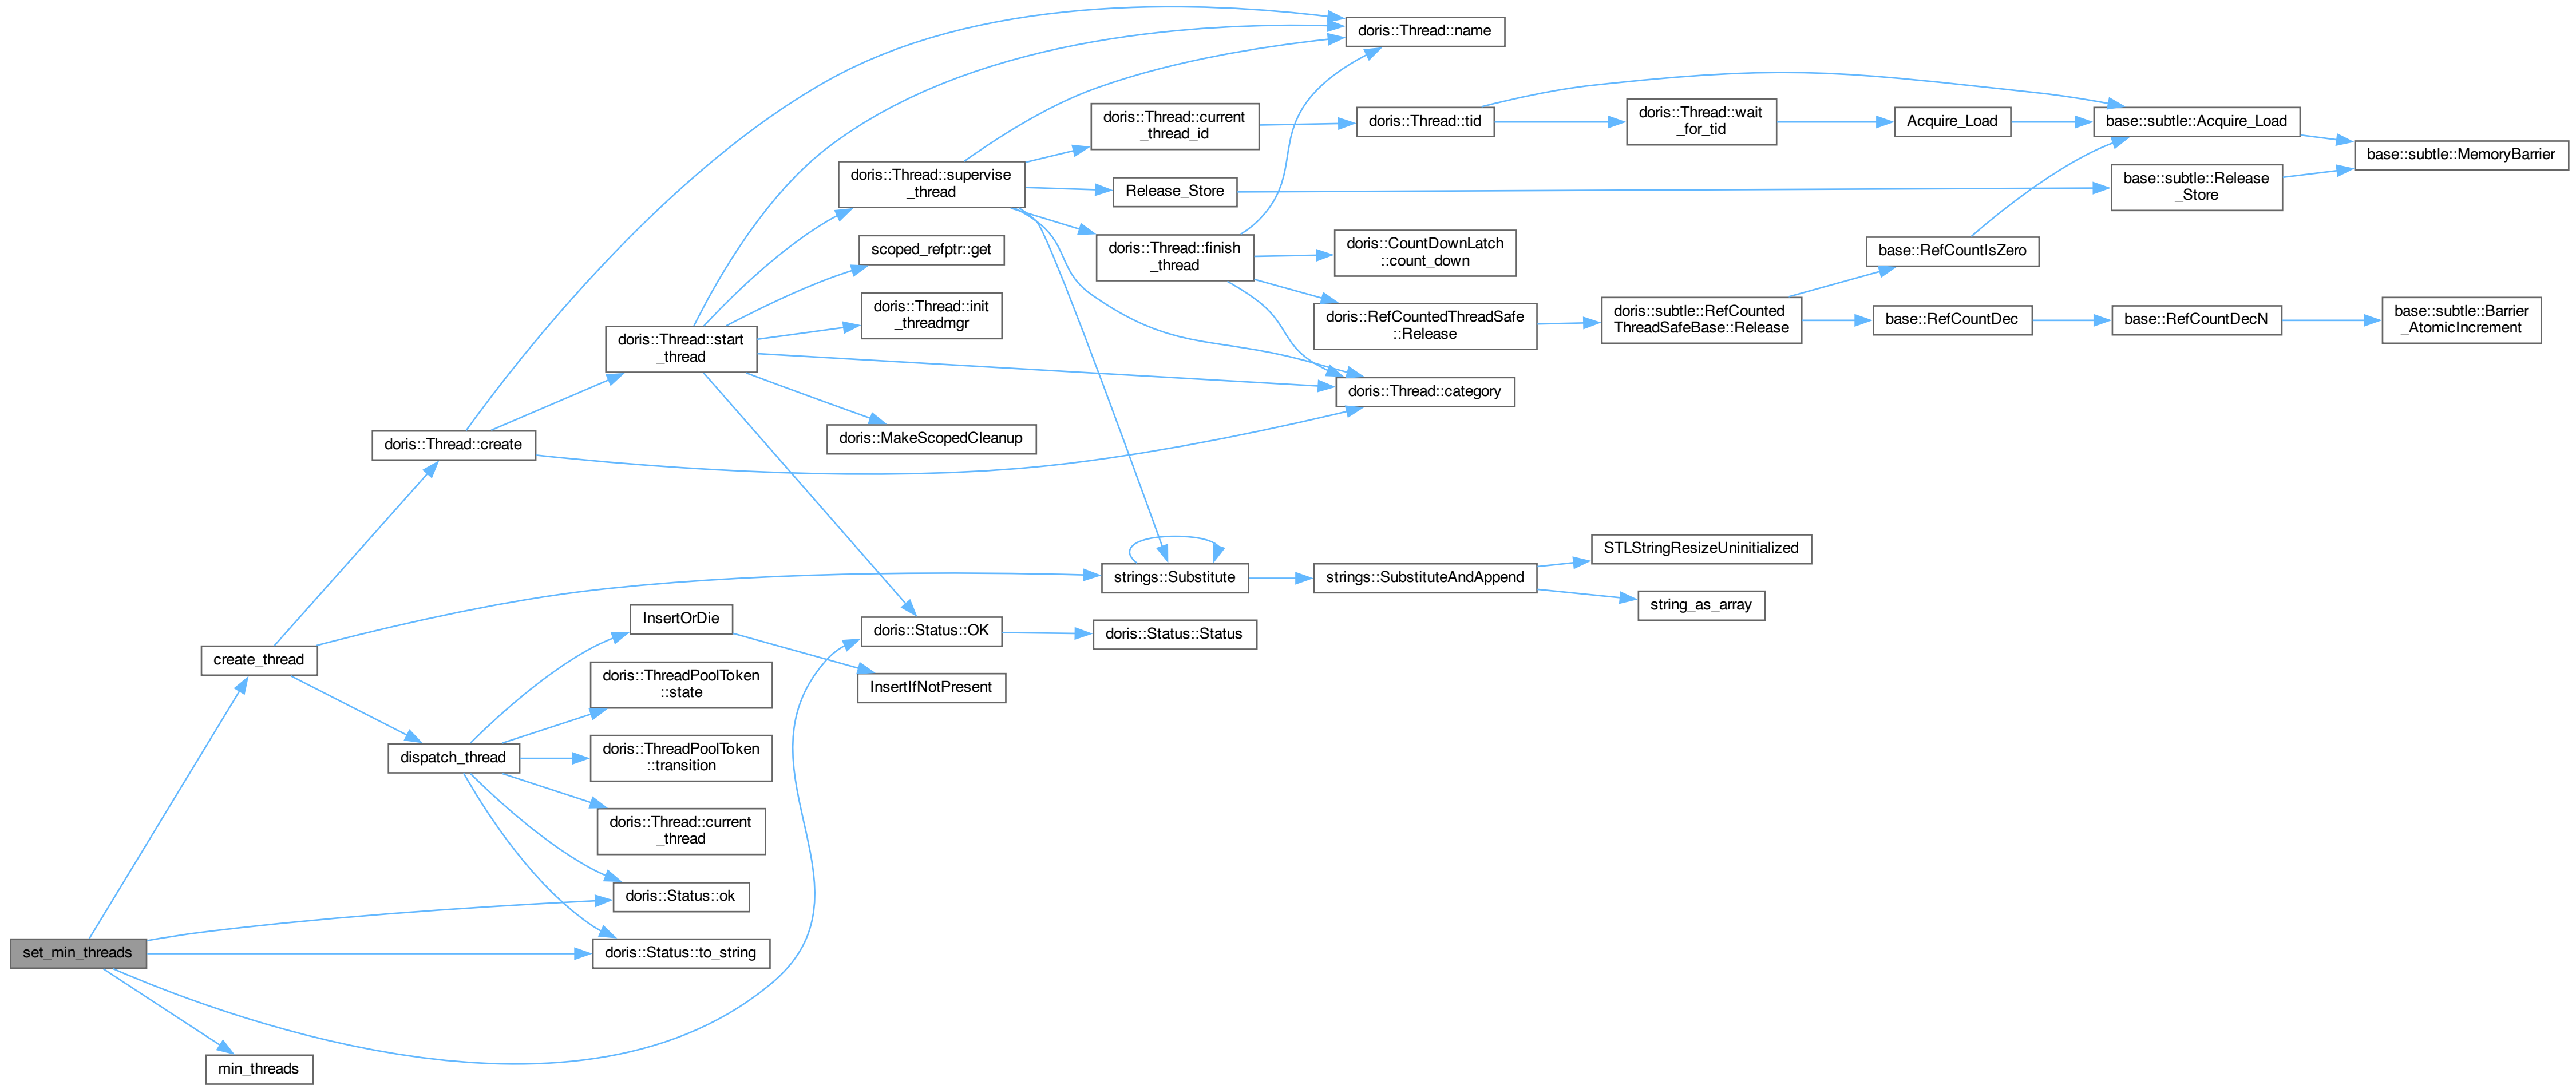 doris::Thread::name
doris::Thread::current
_thread_id
doris::Thread::tid
doris::Thread::wait
_for_tid
Acquire_Load
base::subtle::Acquire_Load
base::subtle::MemoryBarrier
doris::Thread::supervise
_thread
Release_Store
base::subtle::Release
_Store
scoped_refptr::get
doris::Thread::finish
_thread
doris::CountDownLatch
::count_down
base::RefCountIsZero
doris::Thread::init
_threadmgr
doris::RefCountedThreadSafe
::Release
doris::subtle::RefCounted
ThreadSafeBase::Release
base::RefCountDec
base::RefCountDecN
base::subtle::Barrier
_AtomicIncrement
doris::Thread::start
_thread
doris::Thread::category
doris::Thread::create
doris::MakeScopedCleanup
STLStringResizeUninitialized
strings::Substitute
strings::SubstituteAndAppend
string_as_array
InsertOrDie
doris::Status::OK
doris::Status::Status
create_thread
doris::ThreadPoolToken
::state
InsertIfNotPresent
dispatch_thread
doris::ThreadPoolToken
::transition
doris::Thread::current
_thread
doris::Status::ok
set_min_threads
doris::Status::to_string
min_threads